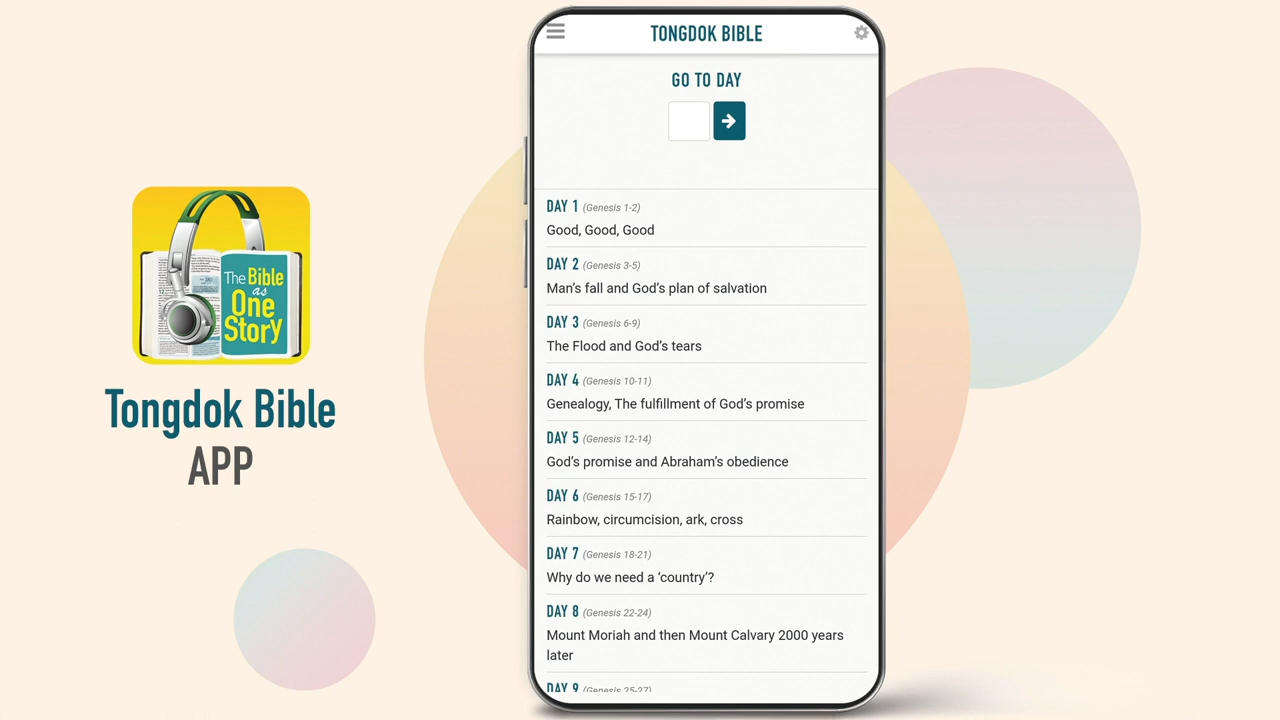 TONGDOK BIBLE
GO TO DAY
DAY 1 (Genesis 1-2)
Good, Good, Good
DAY 2 (Genesis 3-5)
Man's fall and God's plan of salvation
DAY 3 (Genesis 6-9)
The Flood and God's tears
DAY 4 (Genesis 10-11)
Genealogy, The fulfillment of God's promise
DAY 5 (Genesis 12-14)
God's promise and Abraham's obedience
DAY 6 (Genesis 15-17)
Rainbow, circumcision, ark, cross
DAY 7 (Genesis 18-21)
Why do we need a ‘country’?
DAY 8 (Genesis 22-24)
Mount Moriah and then Mount Calvary 2000 years
later
DAY 9 (Genesis 25-27)
The Bible
as
One
Story
Tongdok Bible
APP